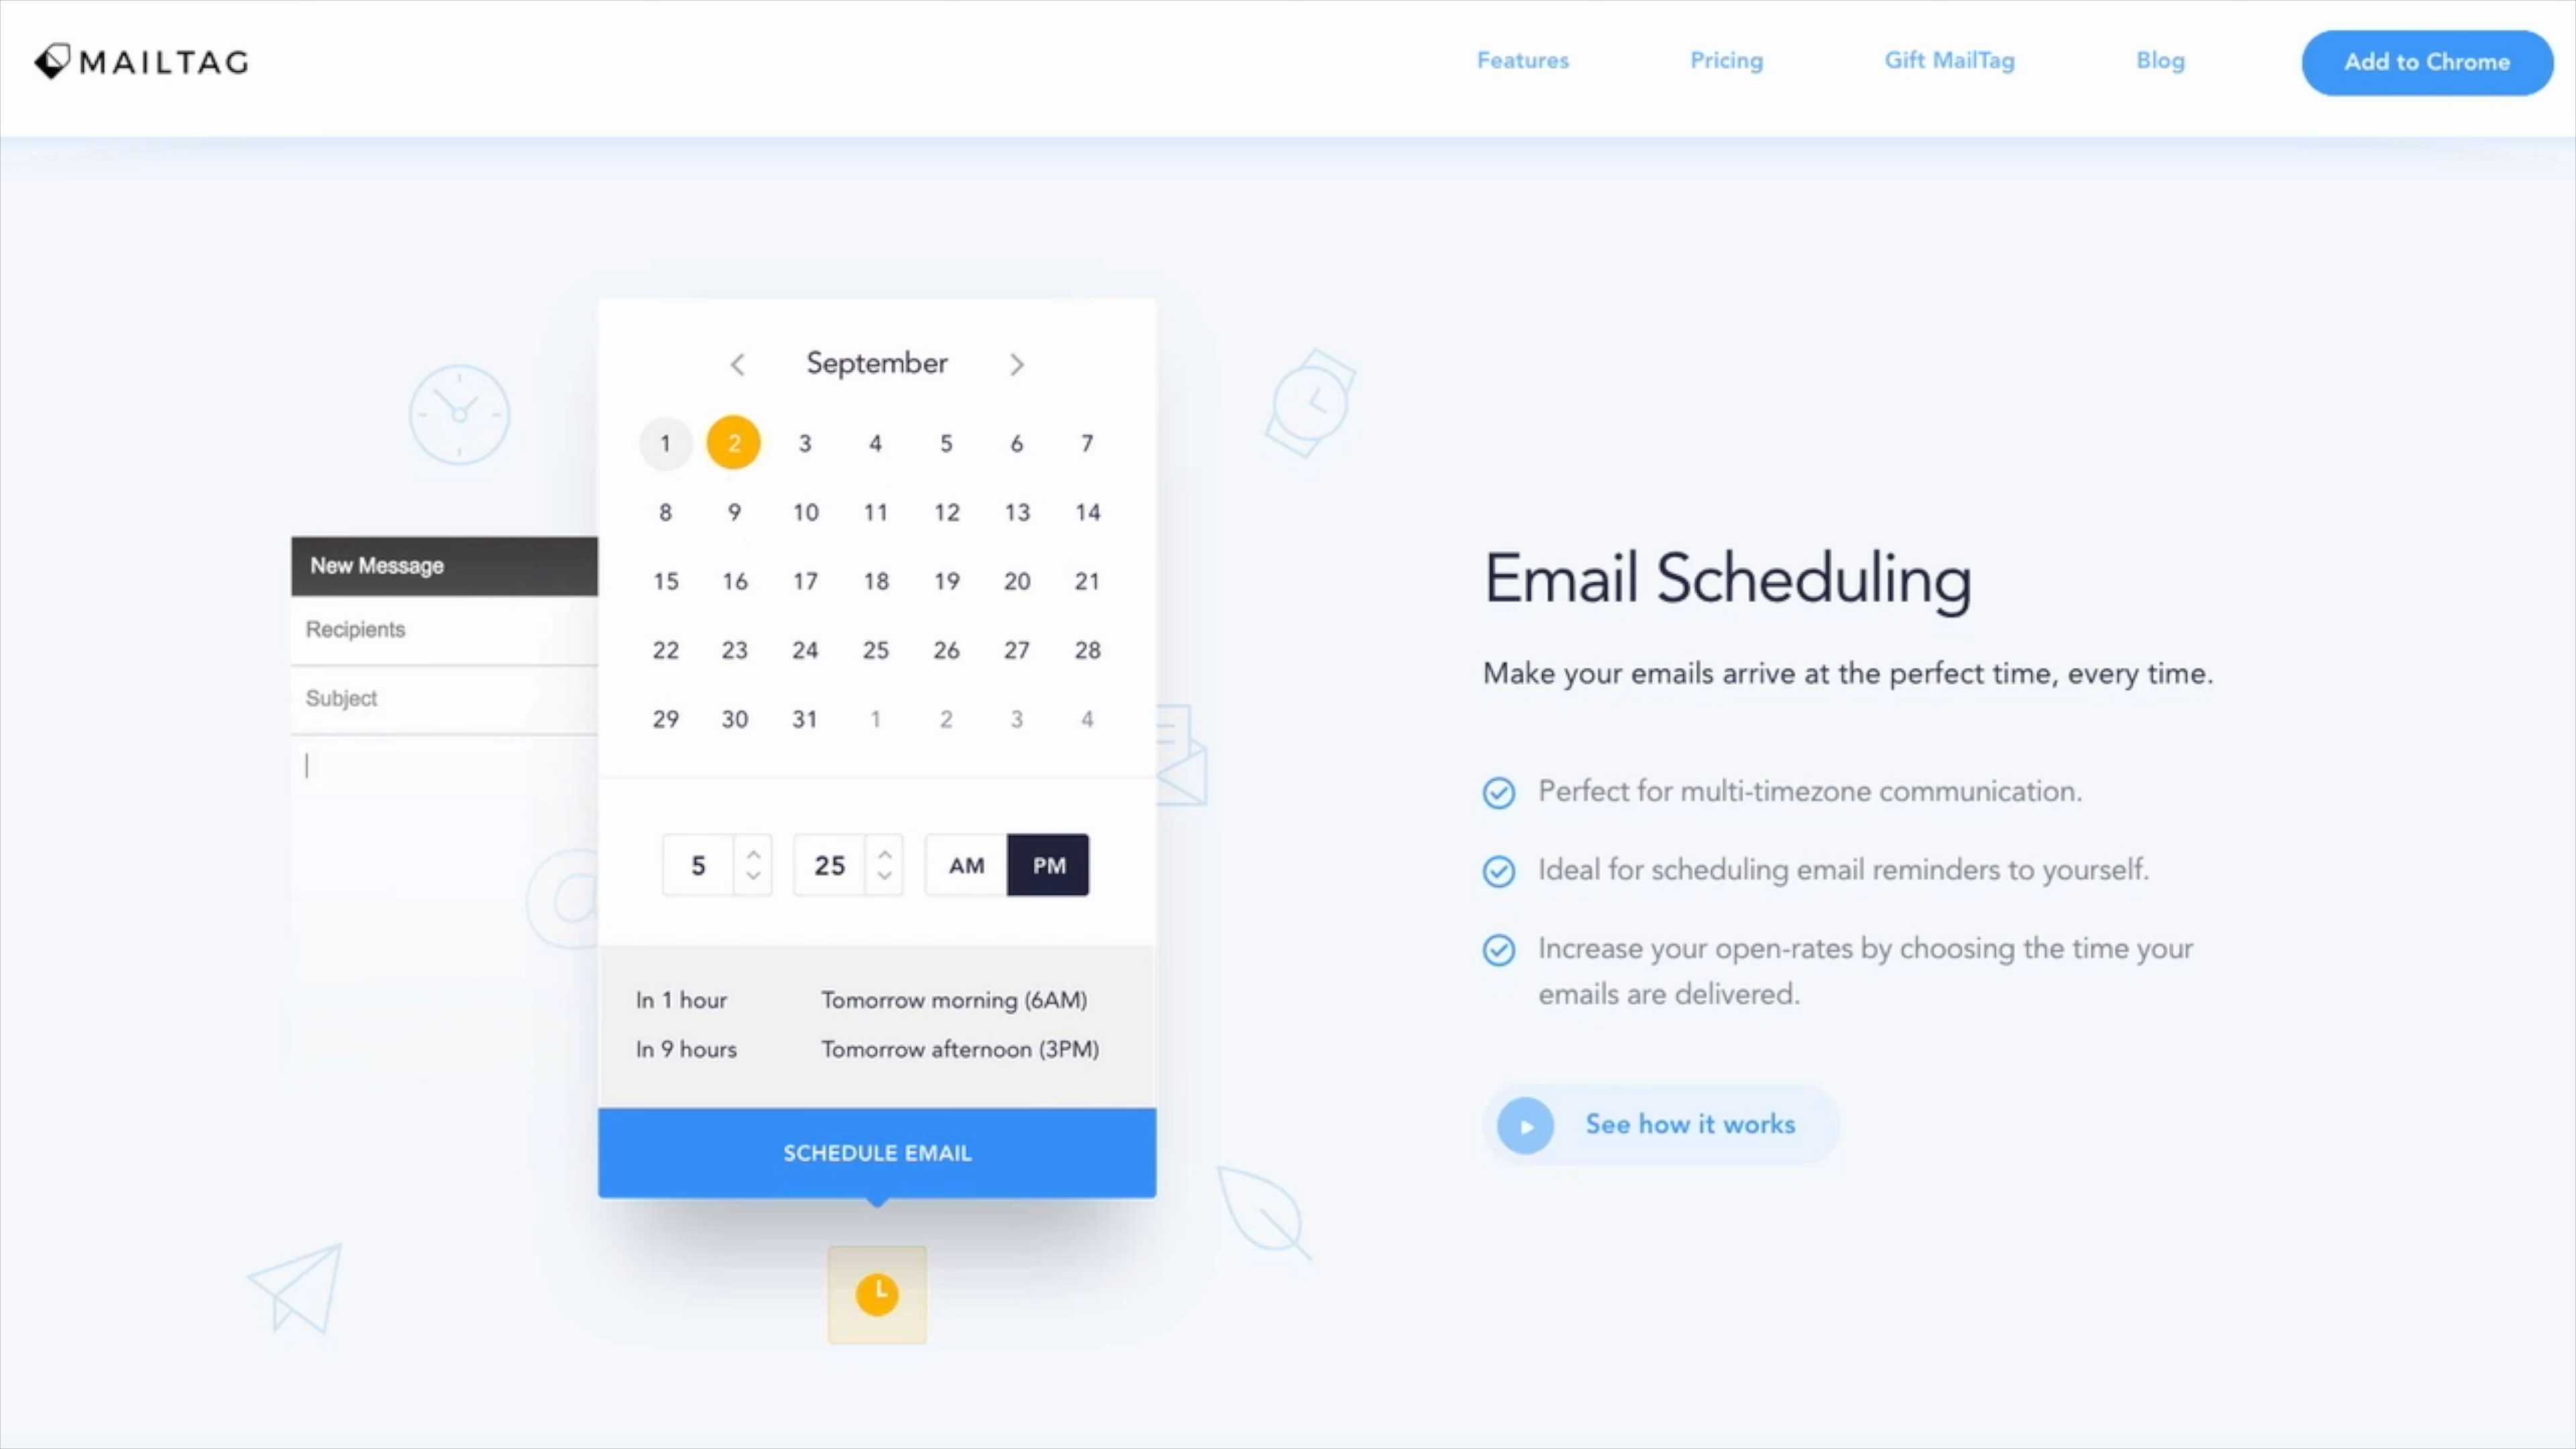 MAILTAG
Features
Pricing
Gift MailTag
Blog
Add to Chrome
September
1 2 3 4 5 6 7
8 9 10 11 12 13 14
15 16 17 18 19 20 21
22 23 24 25 26 27 28
29 30 31 1 2 3 4
New Message
Recipients
Subject
5 25 AM PM
In 1 hour
Tomorrow morning (6AM)
In 9 hours
Tomorrow afternoon (3PM)
SCHEDULE EMAIL
Email Scheduling
Make your emails arrive at the perfect time, every time.
Perfect for multi-timezone communication.
Ideal for scheduling email reminders to yourself.
Increase your open-rates by choosing the time your
emails are delivered.
See how it works